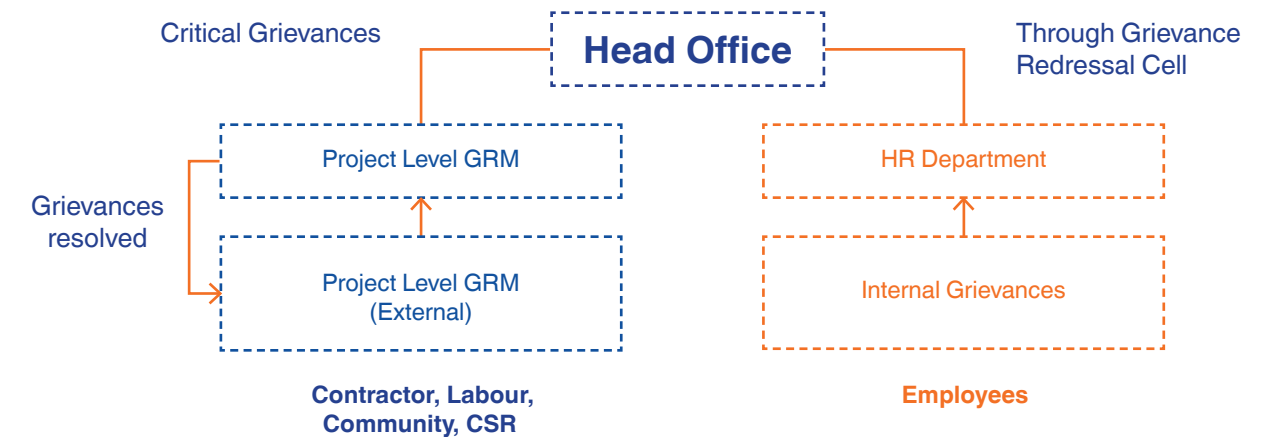 Critical Grievances
Head Office
Through Grievance
Redressal Cell
Project Level GRM
HR Department
Grievances
resolved
Project Level GRM
(External)
Internal Grievances
Contractor, Labour,
Community, CSR
Employees